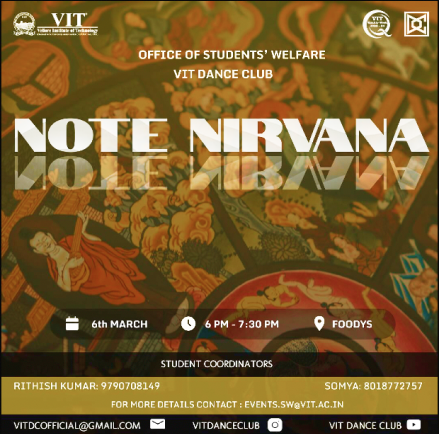 VIT
Vellore Institute of Technology
VIT
OFFICE OF STUDENTS' WELFARE
VIT DANCE CLUB
NOTE NIRVANA
6th MARCH 6 PM - 7:30 PM FOODYS
STUDENT COORDINATORS
RITHISH KUMAR: 9790708149 SOMYA: 8018772757
FOR MORE DETAILS CONTACT : EVENTS.SW@VIT.AC.IN
VITDCOFFICIAL@GMAIL.COM VITDANCECLUB VIT DANCE CLUB